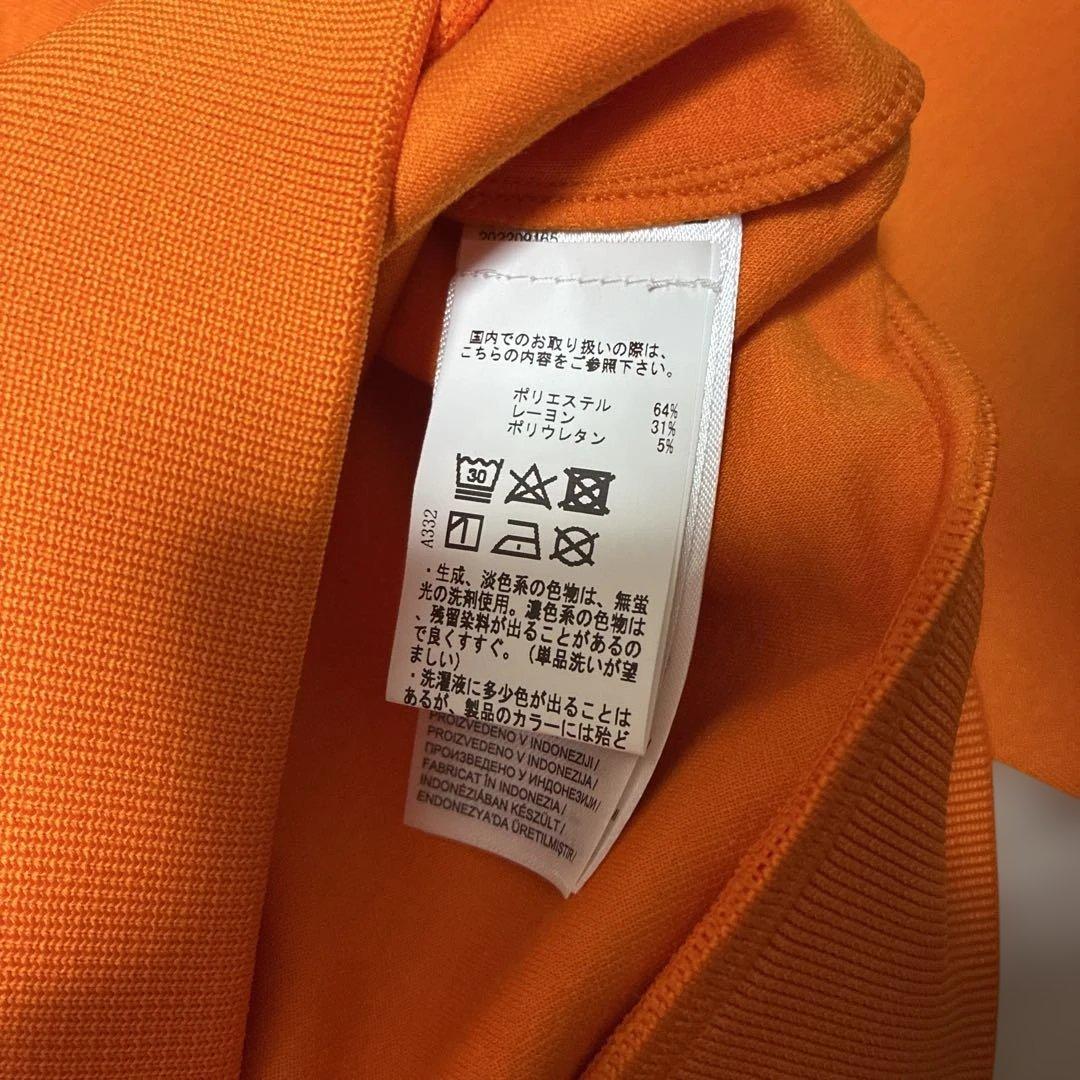 国内でのお取り扱いの際は、
こちらの内容をご参照下さい。
ポリエステル 64%
レーヨン 31%
ポリウレタン 5%
30
A332
・生成、淡色系の色物は、無蛍
光の洗剤使用。濃色系の色物は
、残留染料が出ることがあるの
で良くすすぐ。（単品洗いが望
ましい）
・洗濯液に多少色が出ることは
あるが、製品のカラーには殆ど
PROIZVEDENO V INDONEZIJI/
PROIZVEDENO V INDONEZIJA/
ПРОИЗВЕДЕНО У ИНДОНЕЗИЈИ/
FABRICAT ÎN INDONEZIA/
INDONÉZIÁBAN KÉSZÜLT/
ENDONEZYA'DA ÜRETİLMİŞTİR/